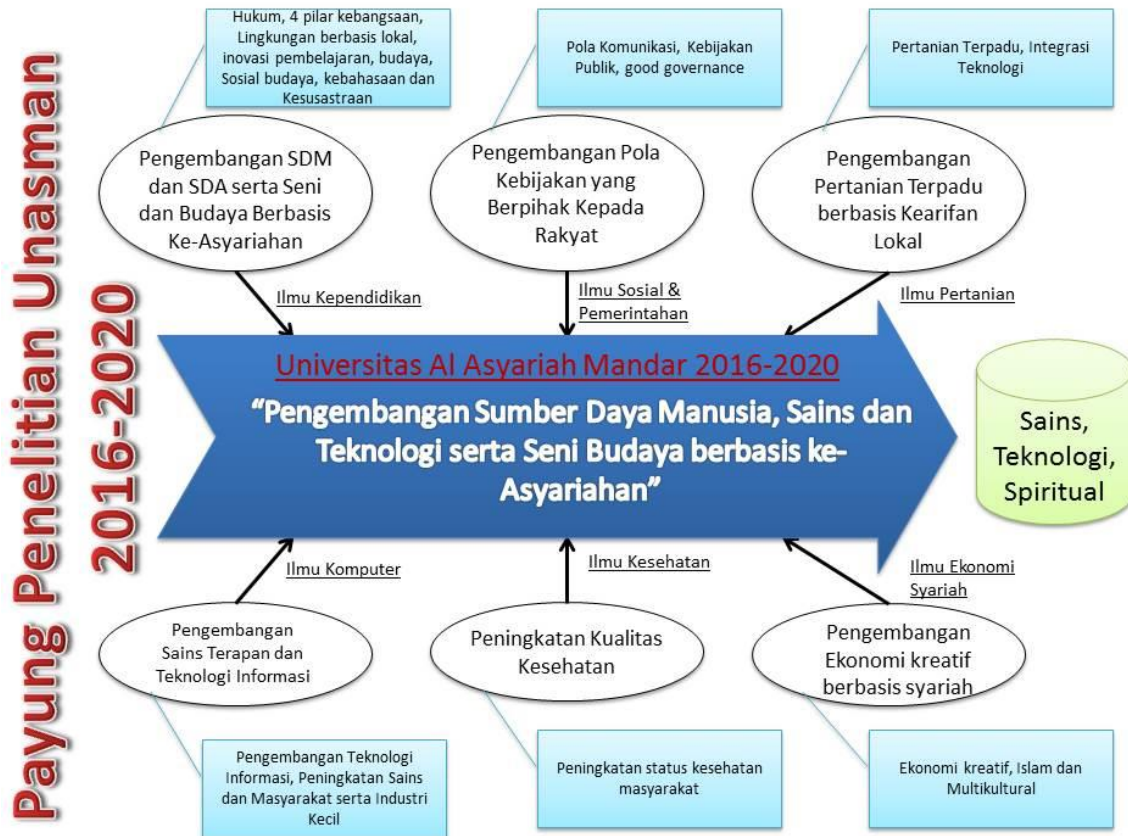 Payung Penelitian Unasman
2016-2020
Hukum, 4 pilar kebangsaan,
Lingkungan berbasis lokal,
inovasi pembelajaran, budaya,
Sosial budaya, kebahasaan dan
Kesusastraan
Pola Komunikasi, Kebijakan
Publik, good governance
Pertanian Terpadu, Integrasi
Teknologi
Pengembangan SDM
dan SDA serta Seni
dan Budaya Berbasis
Ke-Asyariahan
Pengembangan Pola
Kebijakan yang
Berpihak Kepada
Rakyat
Pengembangan
Pertanian Terpadu
berbasis Kearifan
Lokal
Ilmu Kependidikan
Ilmu Sosial &
Pemerintahan
Ilmu Pertanian
Universitas Al Asyariah Mandar 2016-2020
“Pengembangan Sumber Daya Manusia, Sains dan
Teknologi serta Seni Budaya berbasis ke-
Asyariahan”
Sains,
Teknologi,
Spiritual
Ilmu Komputer
Ilmu Kesehatan
Ilmu Ekonomi
Syariah
Pengembangan
Sains Terapan dan
Teknologi Informasi
Peningkatan Kualitas
Kesehatan
Pengembangan
Ekonomi kreatif
berbasis syariah
Pengembangan Teknologi
Informasi, Peningkatan Sains
dan Masyarakat serta Industri
Kecil
Peningkatan status kesehatan
masyarakat
Ekonomi kreatif, Islam dan
Multikultural